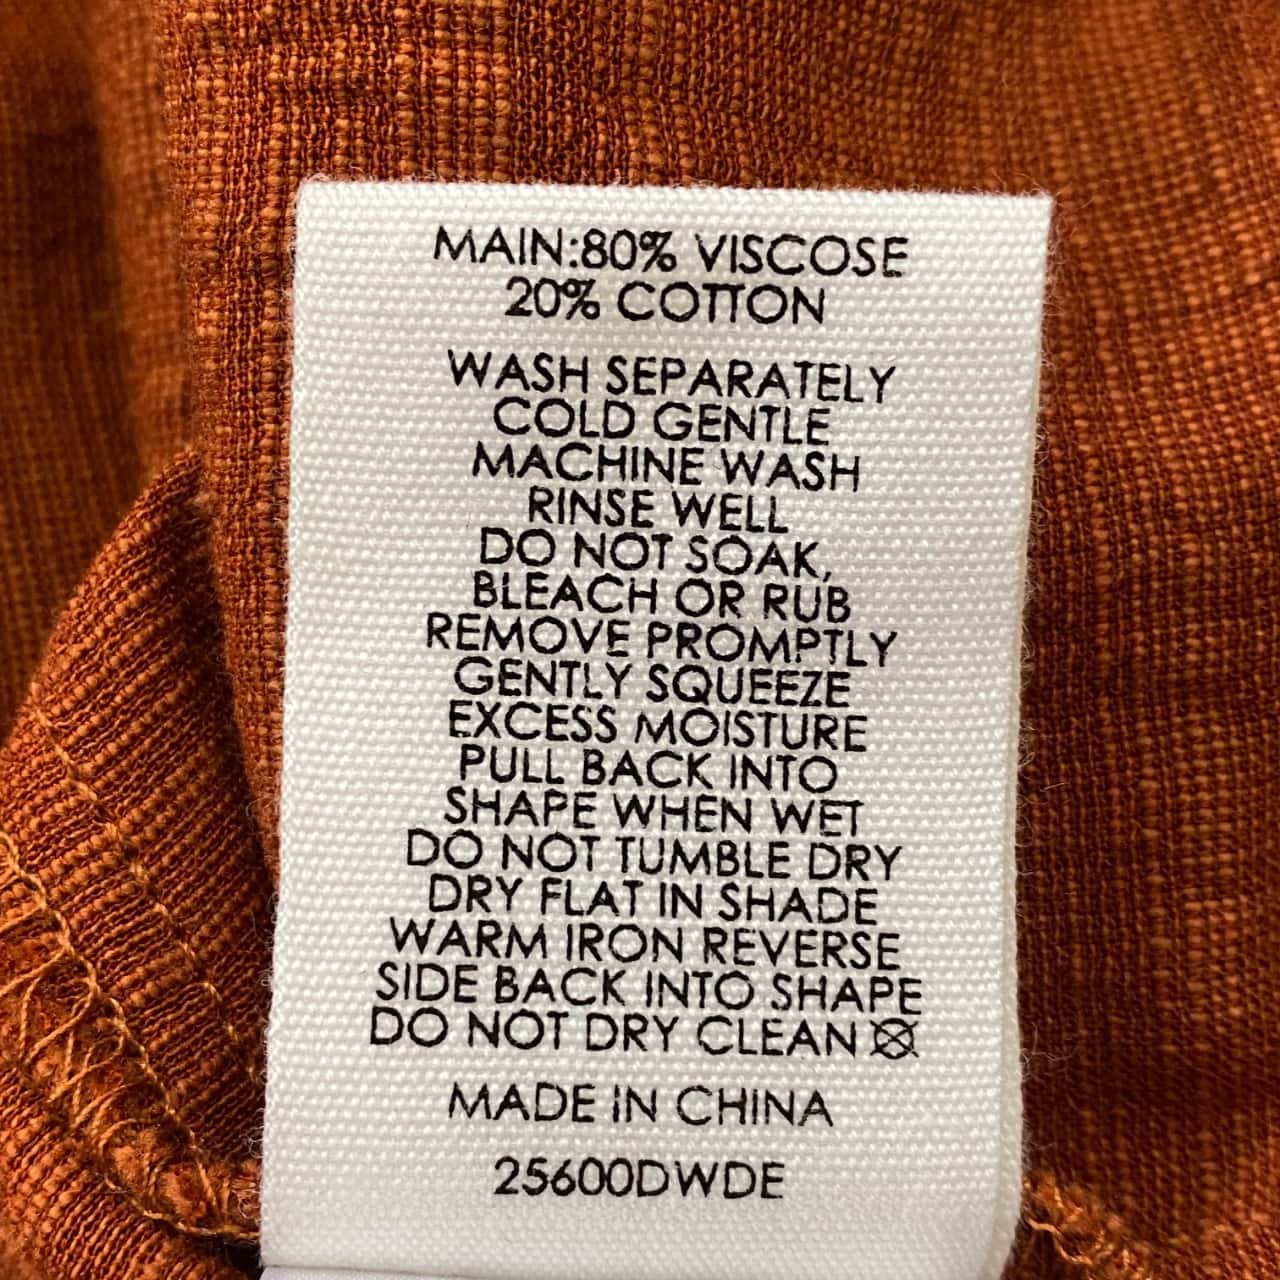 MAIN:80% VISCOSE
20% COTTON
WASH SEPARATELY
COLD GENTLE
MACHINE WASH
RINSE WELL
DO NOT SOAK,
BLEACH OR RUB
REMOVE PROMPTLY
GENTLY SQUEEZE
EXCESS MOISTURE
PULL BACK INTO
SHAPE WHEN WET
DO NOT TUMBLE DRY
DRY FLAT IN SHADE
WARM IRON REVERSE
SIDE BACK INTO SHAPE
DO NOT DRY CLEAN
MADE IN CHINA
25600DWDE